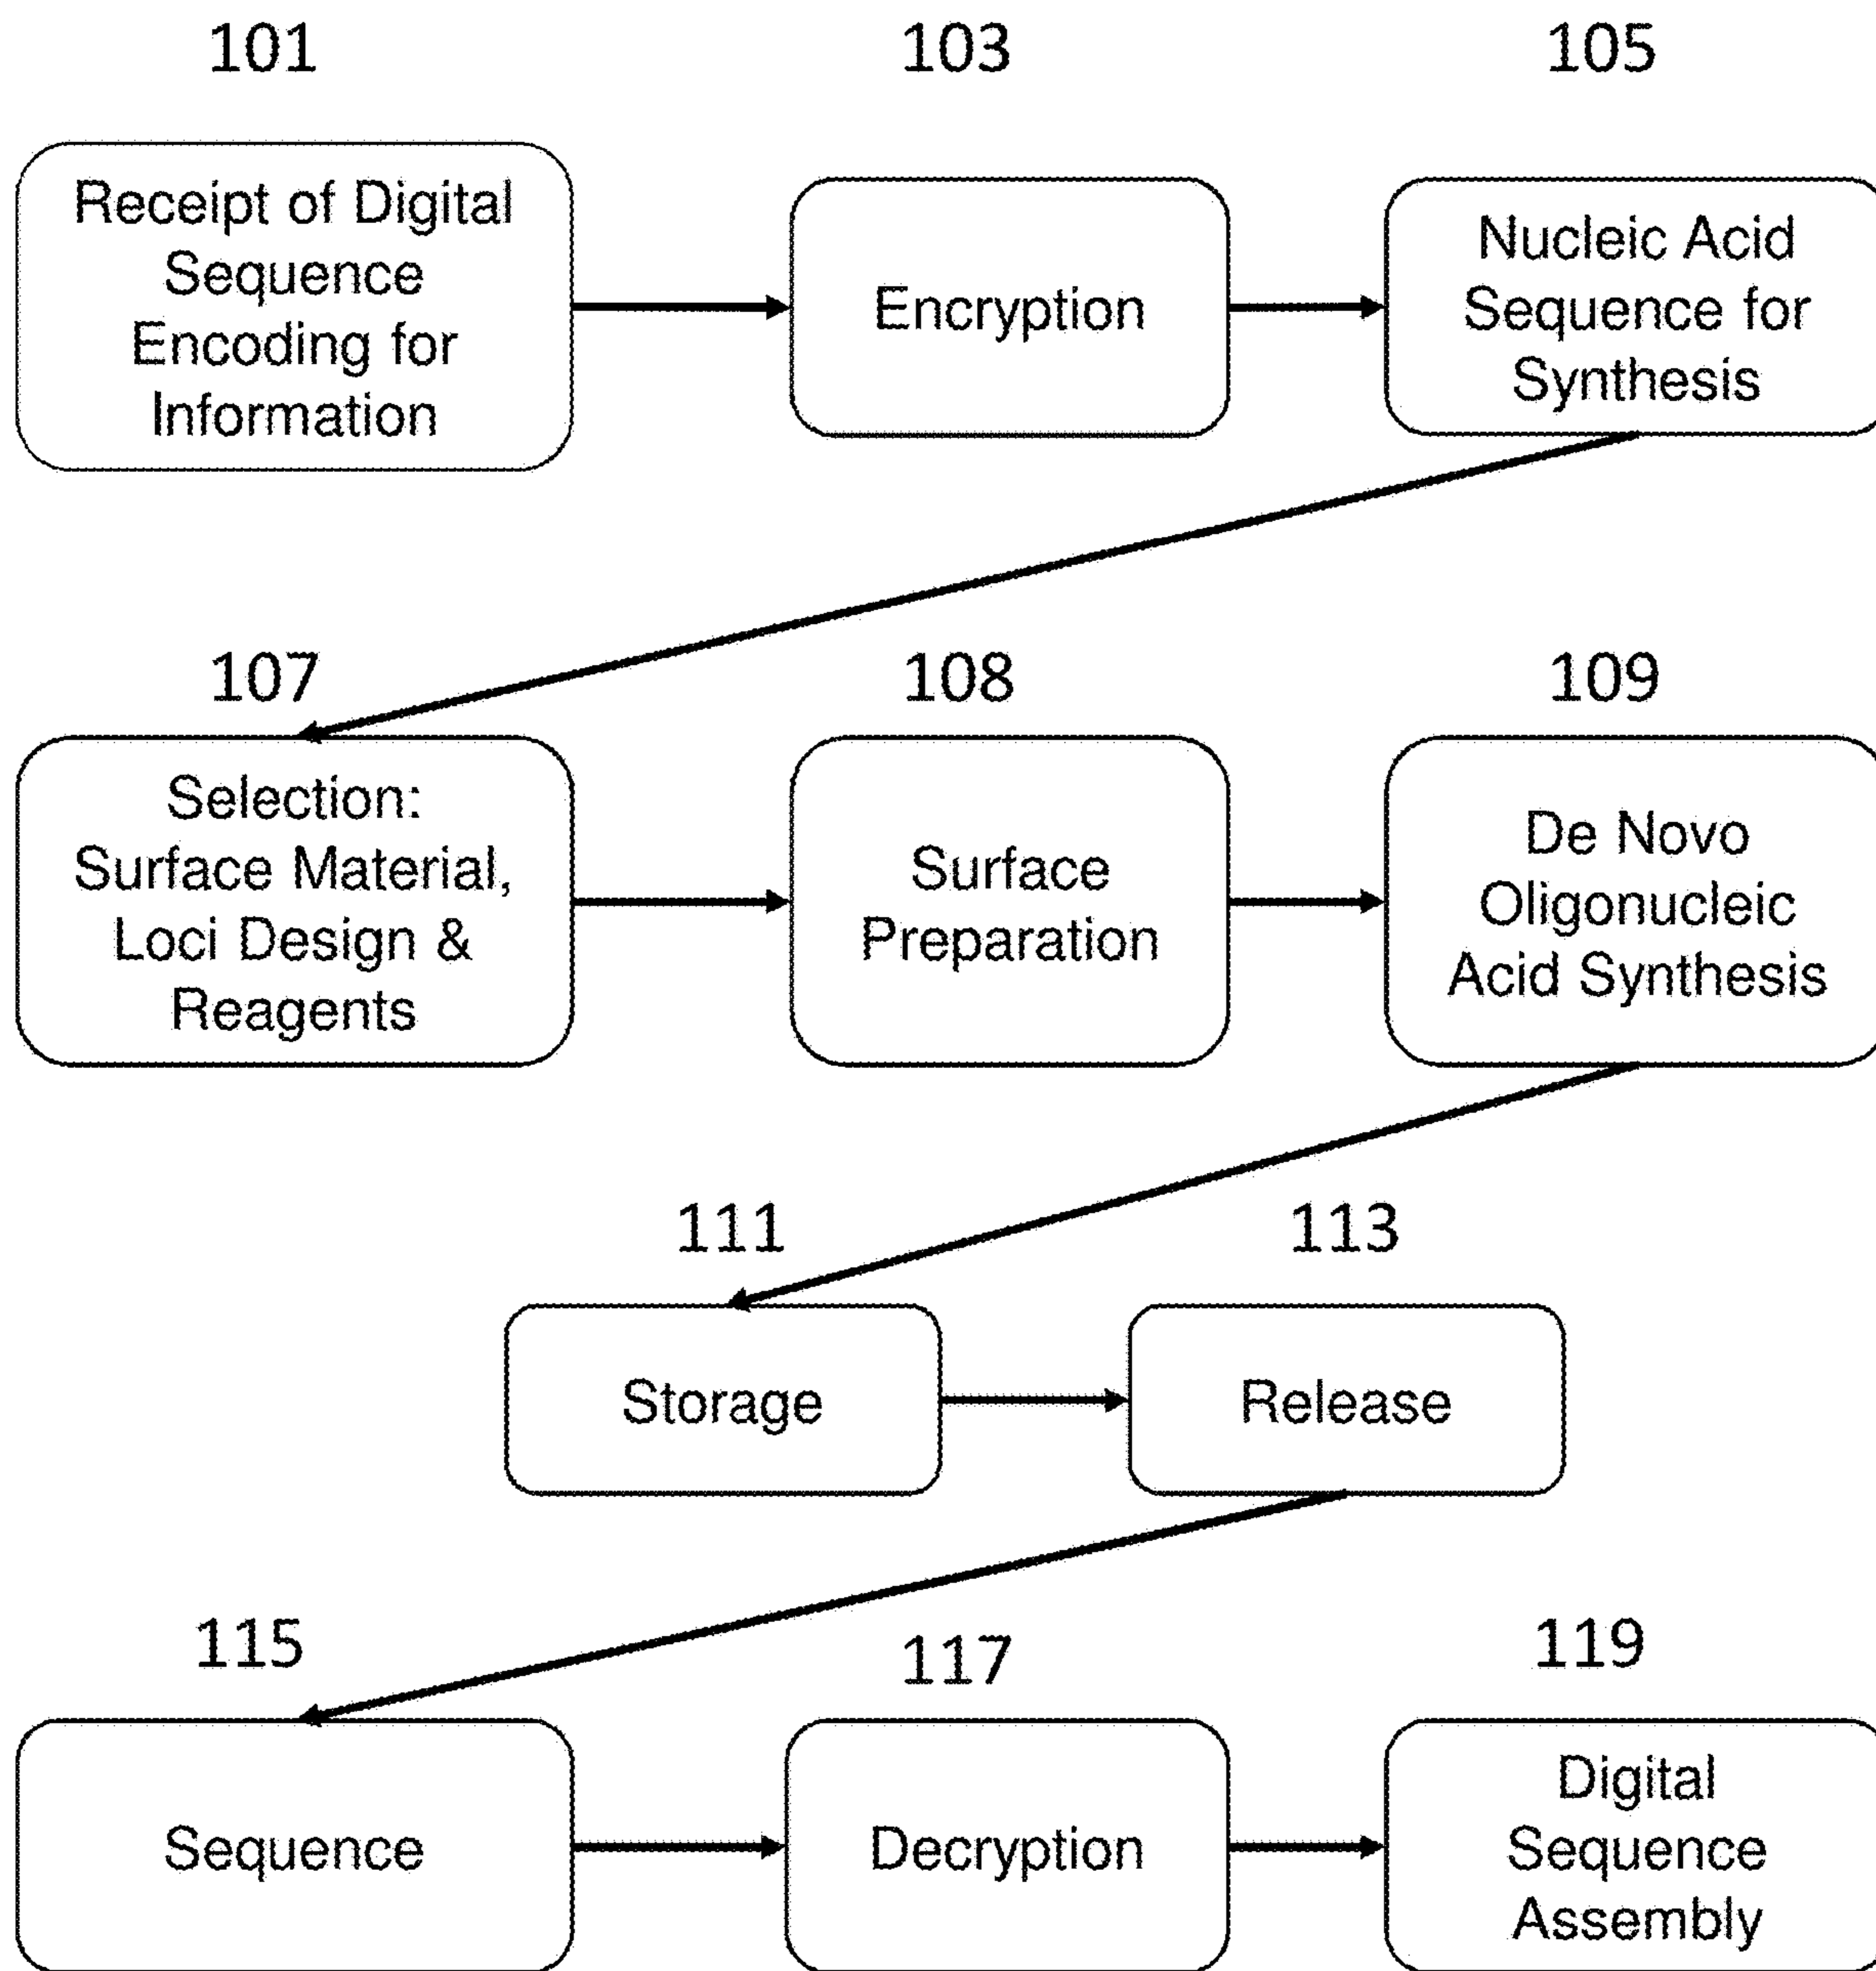 101
103
105
Receipt of Digital
Sequence
Encoding for
Information
Encryption
Nucleic Acid
Sequence for
Synthesis
107
108
109
Selection:
Surface Material,
Loci Design &
Reagents
Surface
Preparation
De Novo
Oligonucleic
Acid Synthesis
111
113
Storage
Release
115
117
119
Sequence
Decryption
Digital
Sequence
Assembly